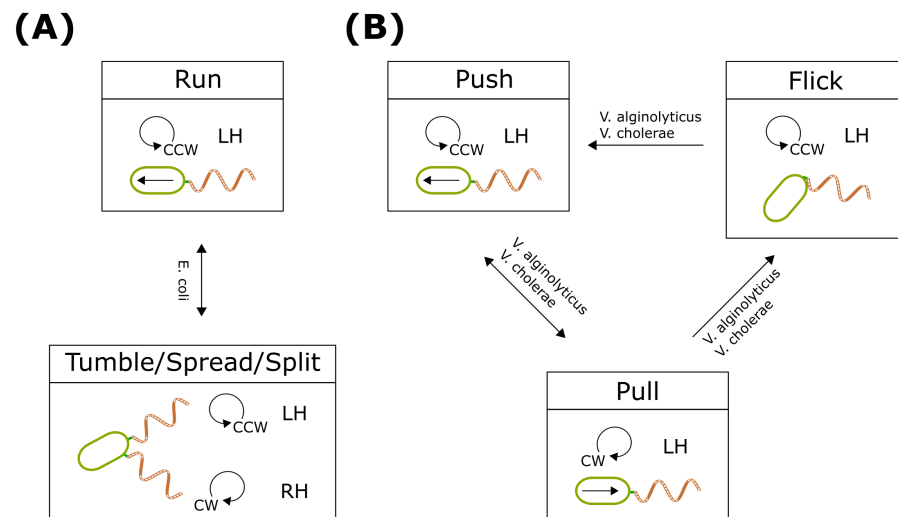 (A)
Run
CCW
LH
E. coli
Tumble/Spread/Split
CCW
LH
CW
RH
(B)
Push
CCW
LH
V. alginolyticus
V. cholerae
Flick
CCW
LH
V. alginolyticus
V. cholerae
V. alginolyticus
V. cholerae
Pull
CW
LH